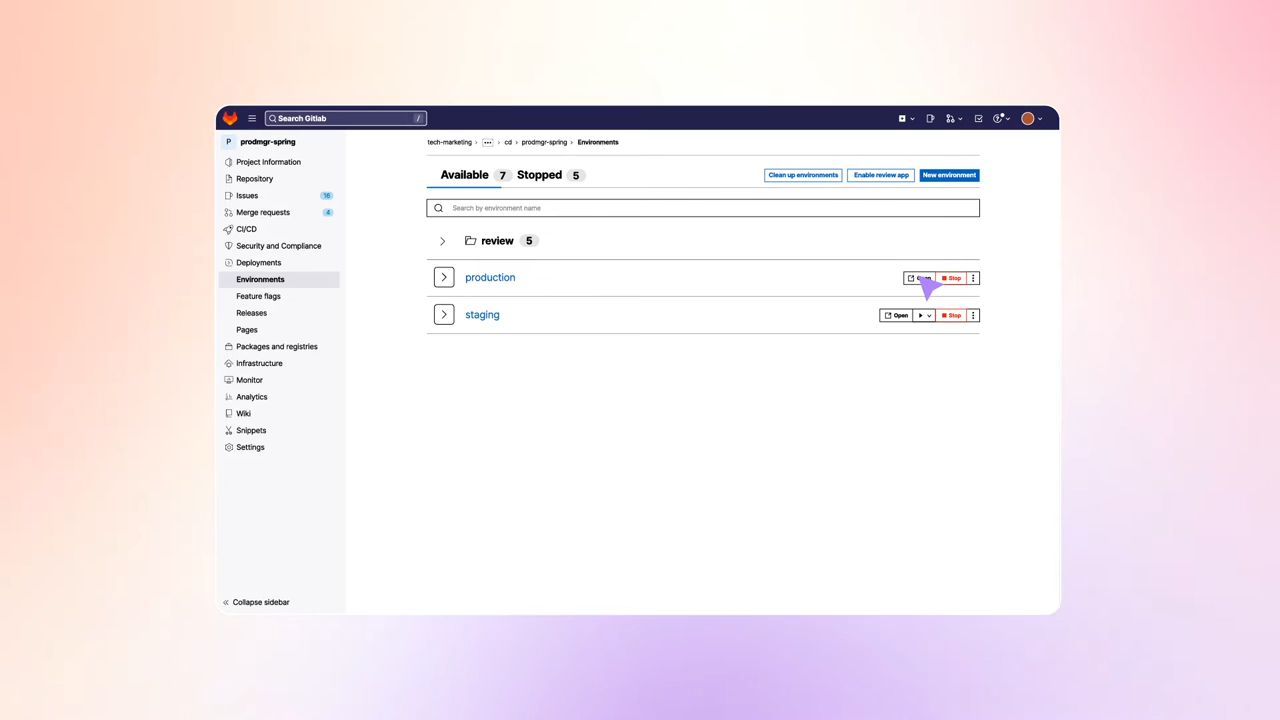 Search Gitlab /
P prodmgr-spring
Project Information
Repository
Issues 16
Merge requests 4
CI/CD
Security and Compliance
Deployments
Environments
Feature flags
Releases
Pages
Packages and registries
Infrastructure
Monitor
Analytics
Wiki
Snippets
Settings
Collapse sidebar
tech-marketing › ... › cd › prodmgr-spring › Environments
Available 7 Stopped 5
Clean up environments Enable review app New environment
Search by environment name
review 5
production Stop
staging Open Stop